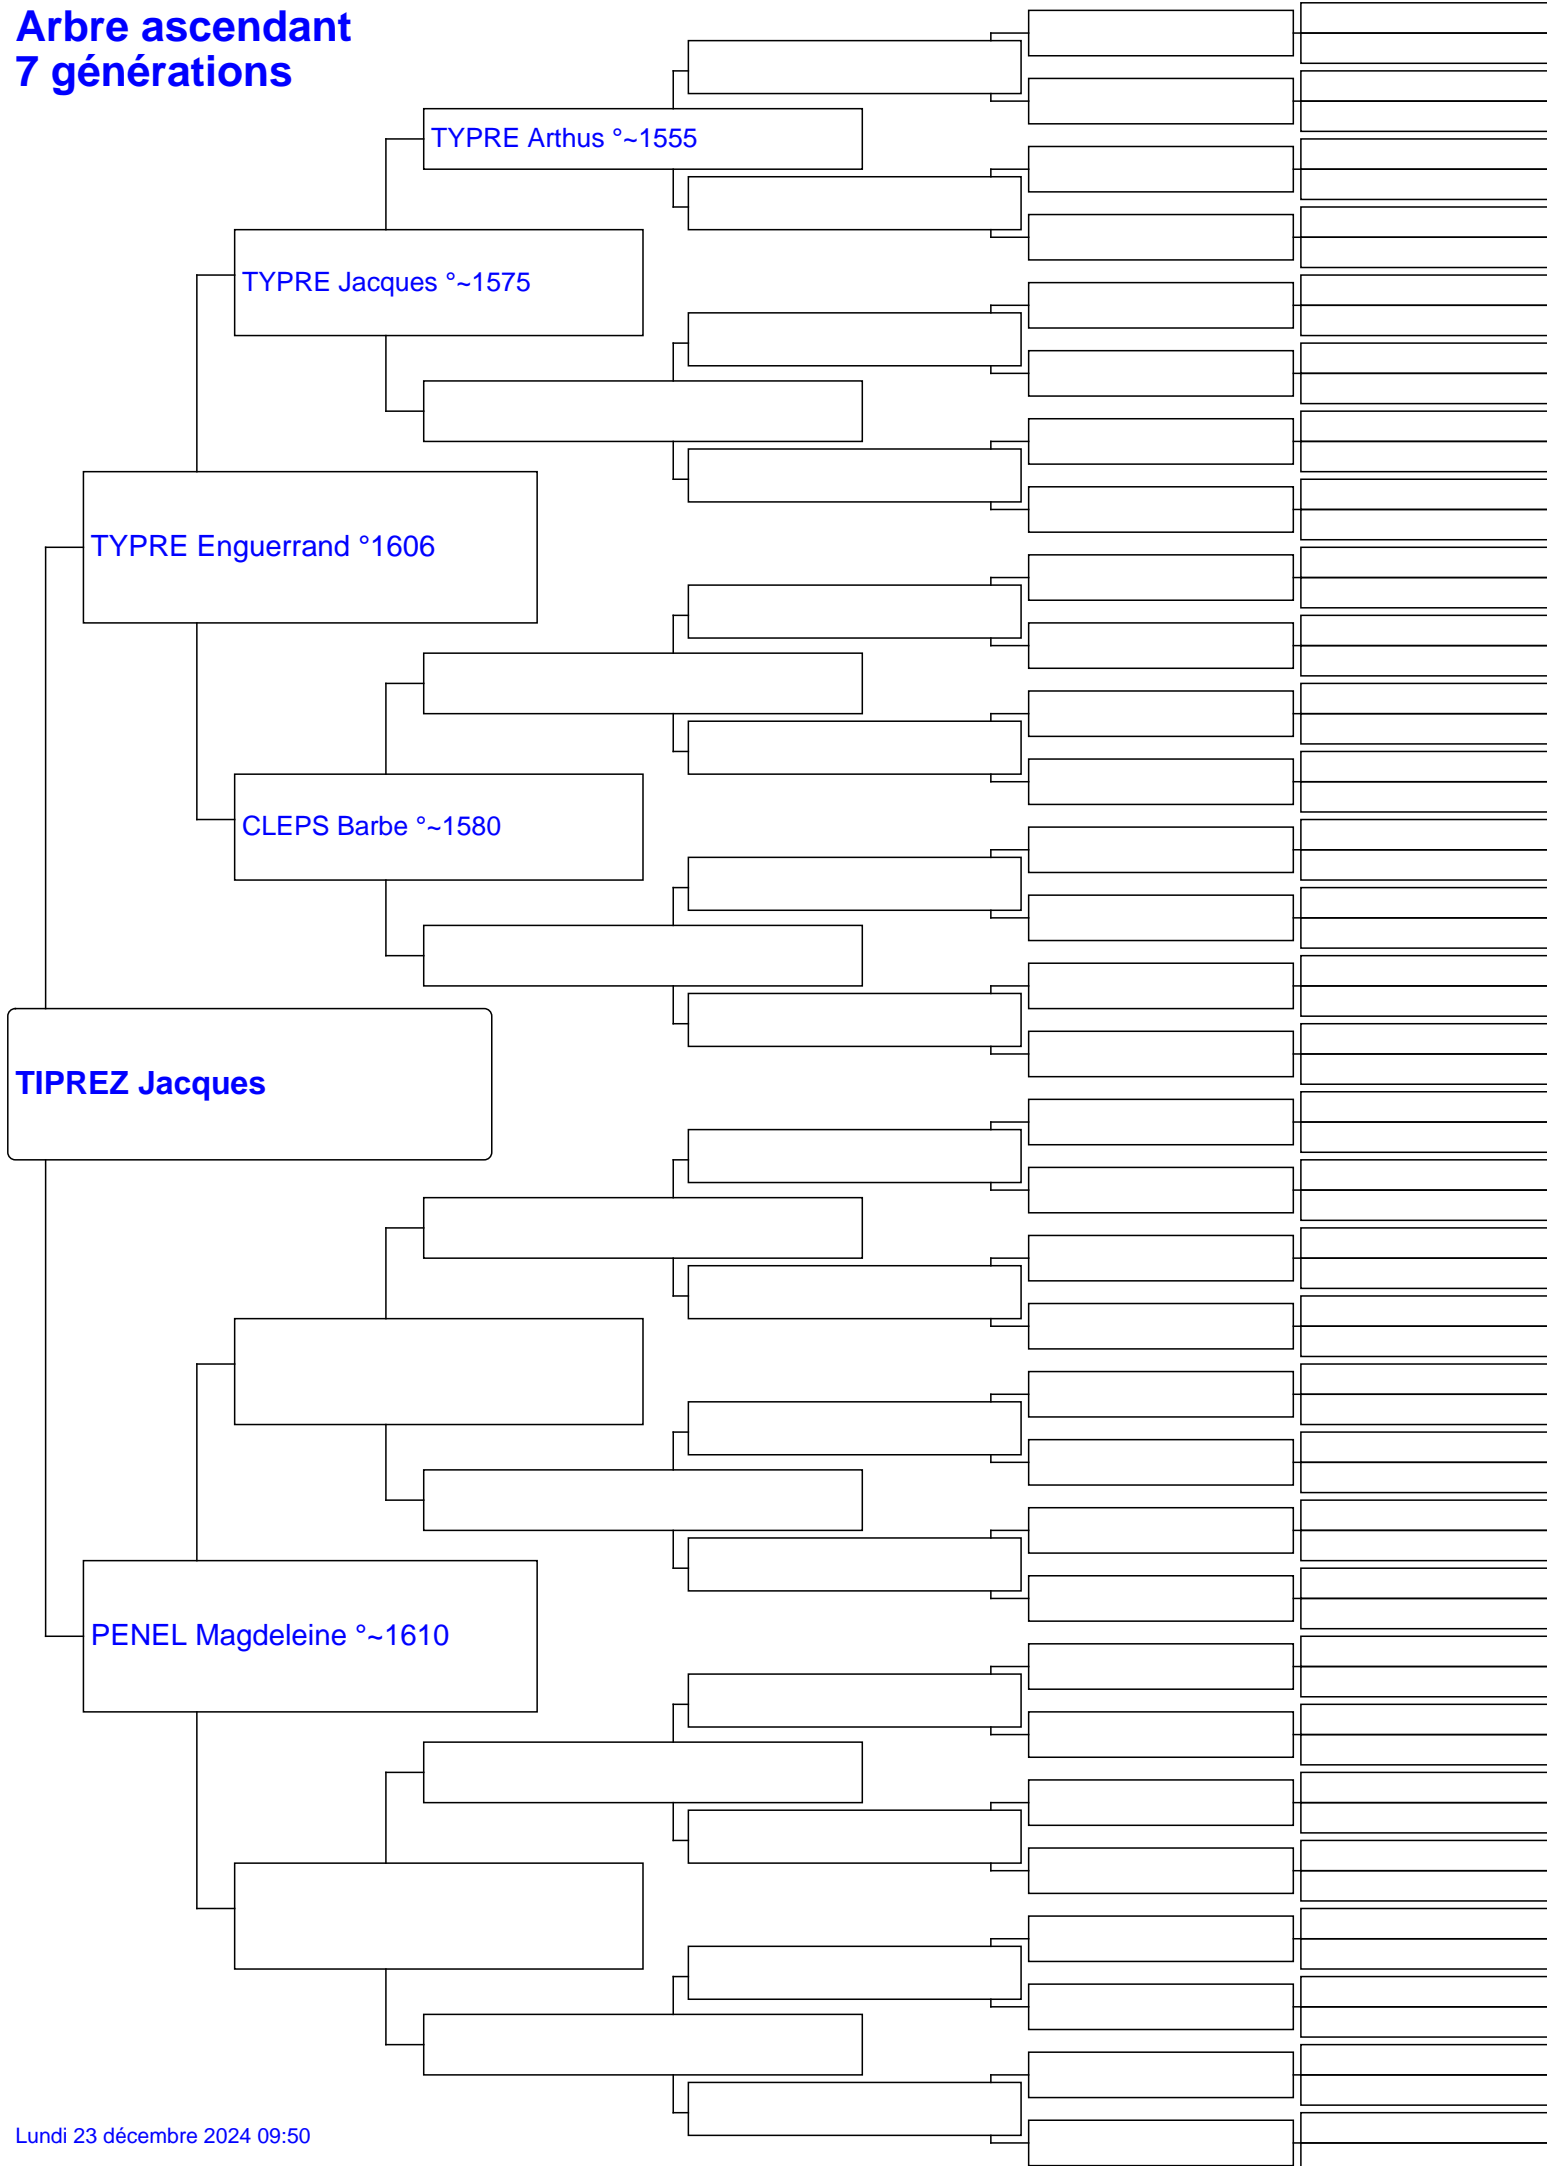 Arbre ascendant
7 générations
TYPRE Arthus °~1555
TYPRE Jacques °~1575
TYPRE Enguerrand °1606
CLEPS Barbe °~1580
TIPREZ Jacques
PENEL Magdeleine °~1610
Lundi 23 décembre 2024 09:50